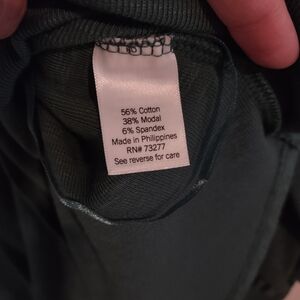 56% Cotton
38% Modal
6% Spandex
Made in Philippines
RN# 73277
See reverse for care